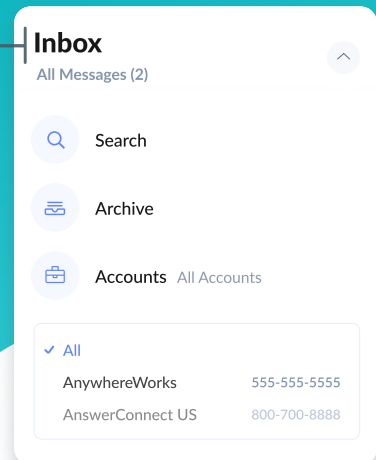 Inbox
All Messages (2)
Search
Archive
Accounts All Accounts
All
AnywhereWorks 555-555-5555
AnswerConnect US 800-700-8888